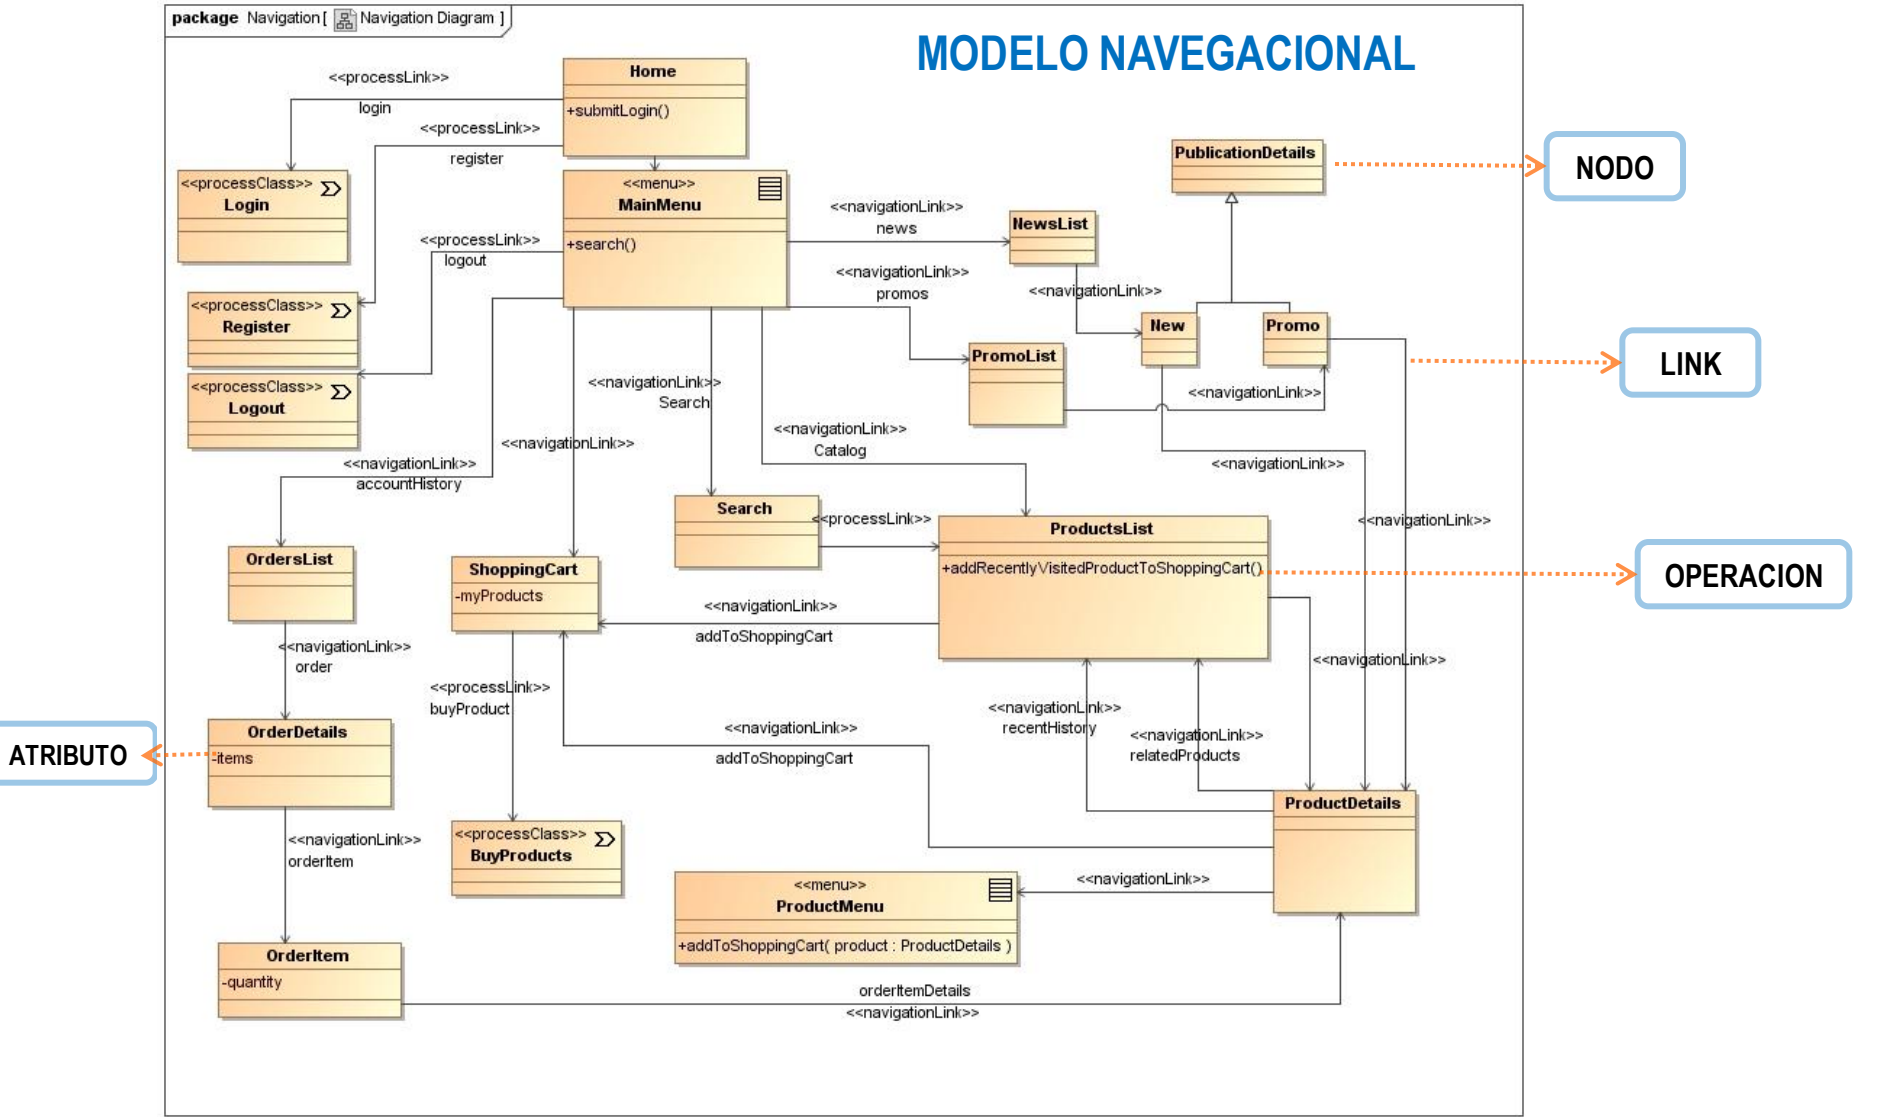 package Navigation [ Navigation Diagram ]
MODELO NAVEGACIONAL
<<processLink>>
login
Home
+submitLogin()
<<processLink>>
register
PublicationDetails
NODO
<<processClass>>
Login
<<menu>>
MainMenu
+search()
<<navigationLink>>
news
NewsList
<<processLink>>
logout
<<navigationLink>>
promos
<<navigationLink>>
<<processClass>>
Register
New
Promo
PromoList
LINK
<<processClass>>
Logout
<<navigationLink>>
Search
<<navigationLink>>
<<navigationLink>>
Catalog
<<navigationLink>>
<<navigationLink>>
accountHistory
<<navigationLink>>
Search
<<processLink>>
ProductsList
+addRecentlyVisitedProductToShoppingCart()
<<navigationLink>>
OPERACION
OrdersList
ShoppingCart
-myProducts
<<navigationLink>>
addToShoppingCart
<<navigationLink>>
order
<<navigationLink>>
<<processLink>>
buyProduct
<<navigationLink>>
recentHistory
<<navigationLink>>
addToShoppingCart
<<navigationLink>>
relatedProducts
ATRIBUTO
OrderDetails
-items
ProductDetails
<<navigationLink>>
orderItem
<<processClass>>
BuyProducts
<<menu>>
ProductMenu
+addToShoppingCart( product : ProductDetails )
<<navigationLink>>
OrderItem
-quantity
orderItemDetails
<<navigationLink>>